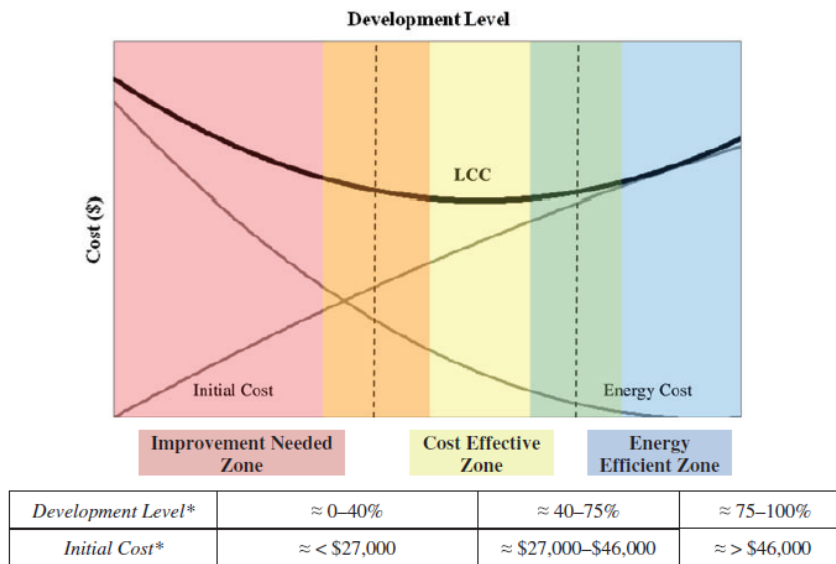 Development Level
Cost ($)
LCC
Initial Cost
Energy Cost
Improvement Needed
Zone
Cost Effective
Zone
Energy
Efficient Zone
Development Level* ≈ 0–40% ≈ 40–75% ≈ 75–100%
Initial Cost* ≈ < $27,000 ≈ $27,000–$46,000 ≈ > $46,000